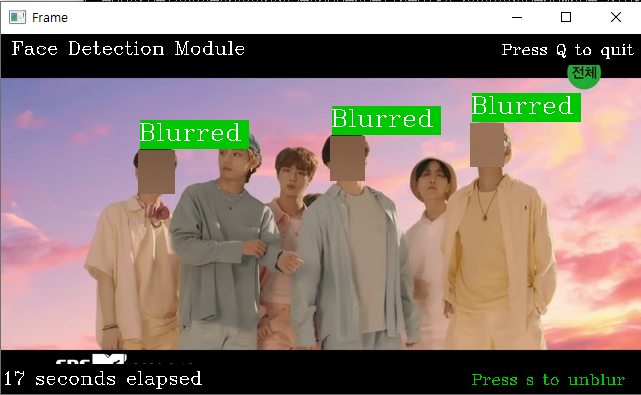 Frame
Face Detection Module
Press Q to quit
전체
Blurred
Blurred
Blurred
17 seconds elapsed
Press s to unblur